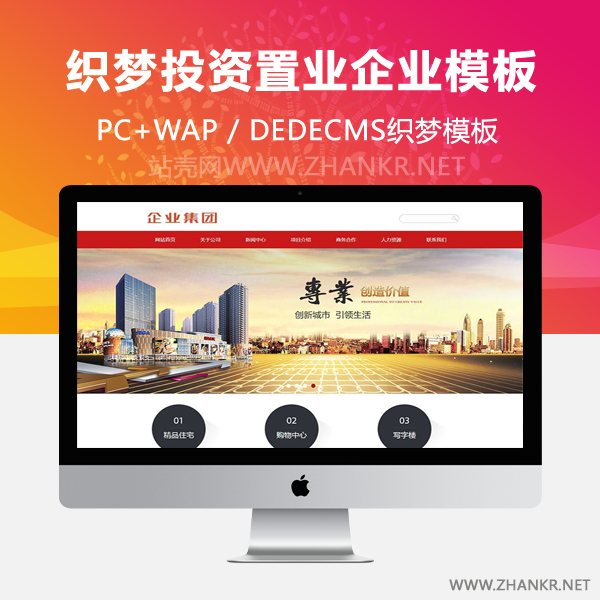 织梦投资置业企业模板
PC+WAP / DEDECMS织梦模板
站壳网WWW.ZHANKR.NET
企业集团
网站首页 关于公司 新闻中心 项目介绍 商务合作 人力资源 联系我们
專業 创造价值
PROFESSIONAL TO CREATE VALUE
创新城市 引领生活
01 02 03
精品住宅 购物中心 写字楼
WWW.ZHANKR.NET